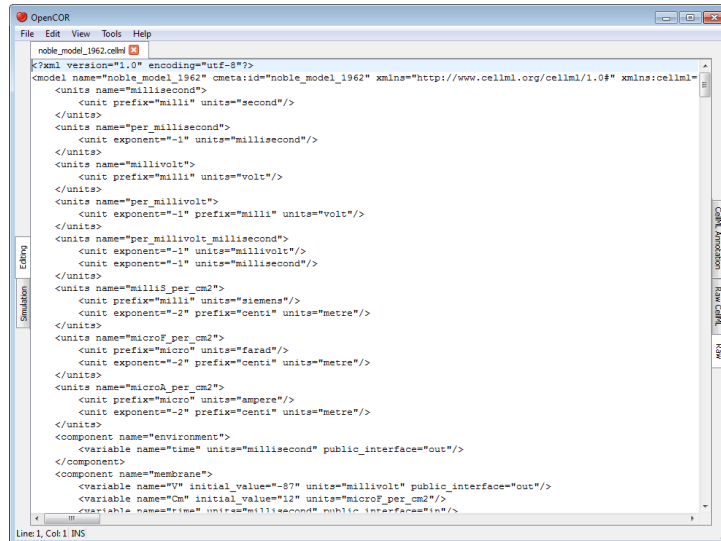 OpenCOR
File Edit View Tools Help
noble_model_1962.cellml
<?xml version="1.0" encoding="utf-8"?>
<model name="noble_model_1962" cmeta:id="noble_model_1962" xmlns="http://www.cellml.org/cellml/1.0#" xmlns:cellml=
<units name="millisecond">
<unit prefix="milli" units="second"/>
</units>
<units name="per_millisecond">
<unit exponent="-1" units="millisecond"/>
</units>
<units name="millivolt">
<unit prefix="milli" units="volt"/>
</units>
<units name="per_millivolt">
<unit exponent="-1" prefix="milli" units="volt"/>
</units>
<units name="per_millivolt_millisecond">
<unit exponent="-1" units="millivolt"/>
<unit exponent="-1" units="millisecond"/>
</units>
<units name="milliS_per_cm2">
<unit prefix="milli" units="siemens"/>
<unit exponent="-2" prefix="centi" units="metre"/>
</units>
<units name="microF_per_cm2">
<unit prefix="micro" units="farad"/>
<unit exponent="-2" prefix="centi" units="metre"/>
</units>
<units name="microA_per_cm2">
<unit prefix="micro" units="ampere"/>
<unit exponent="-2" prefix="centi" units="metre"/>
</units>
<component name="environment">
<variable name="time" units="millisecond" public_interface="out"/>
</component>
<component name="membrane">
<variable name="V" initial_value="-87" units="millivolt" public_interface="out"/>
<variable name="Cm" initial_value="12" units="microF_per_cm2"/>
<variable name="time" units="millisecond" public_interface="in"/>
Editing
Simulation
CellML Annotation
Raw CellML
Raw
Line: 1, Col: 1 INS